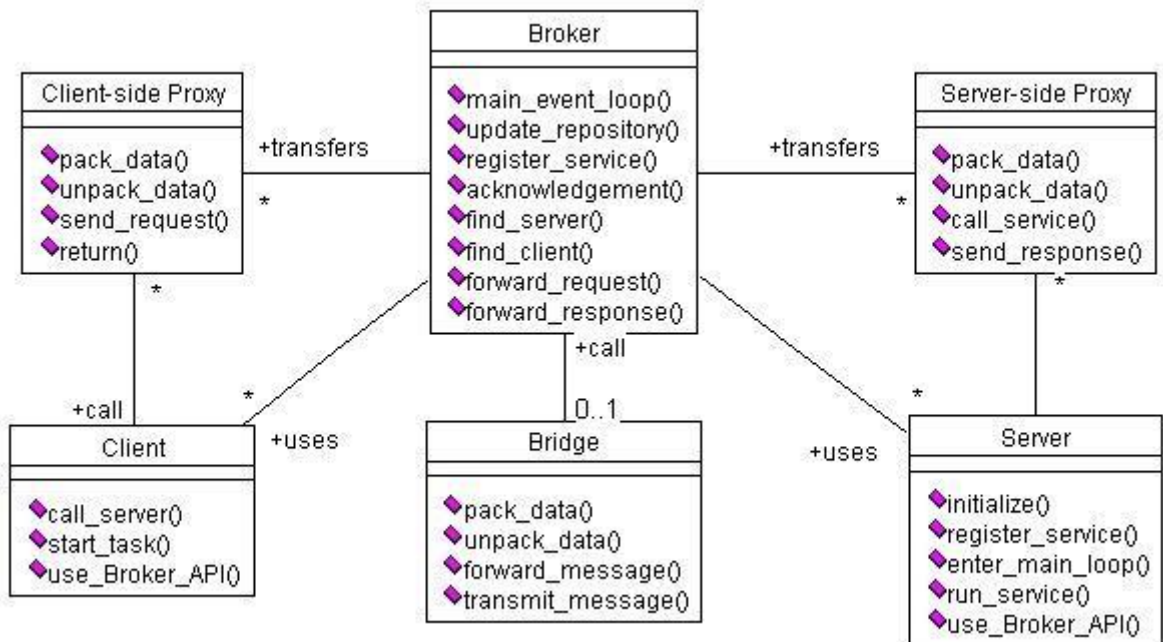 Broker
main_event_loop()
update_repository()
register_service()
acknowledgement()
find_server()
find_client()
forward_request()
forward_response()
Client-side Proxy
pack_data()
unpack_data()
send_request()
return()
+transfers
*
+transfers
*
Server-side Proxy
pack_data()
unpack_data()
call_service()
send_response()
*
+call
*
+uses
+call
0..1
*
+uses
*
Client
call_server()
start_task()
use_Broker_API()
Bridge
pack_data()
unpack_data()
forward_message()
transmit_message()
Server
initialize()
register_service()
enter_main_loop()
run_service()
use_Broker_API()